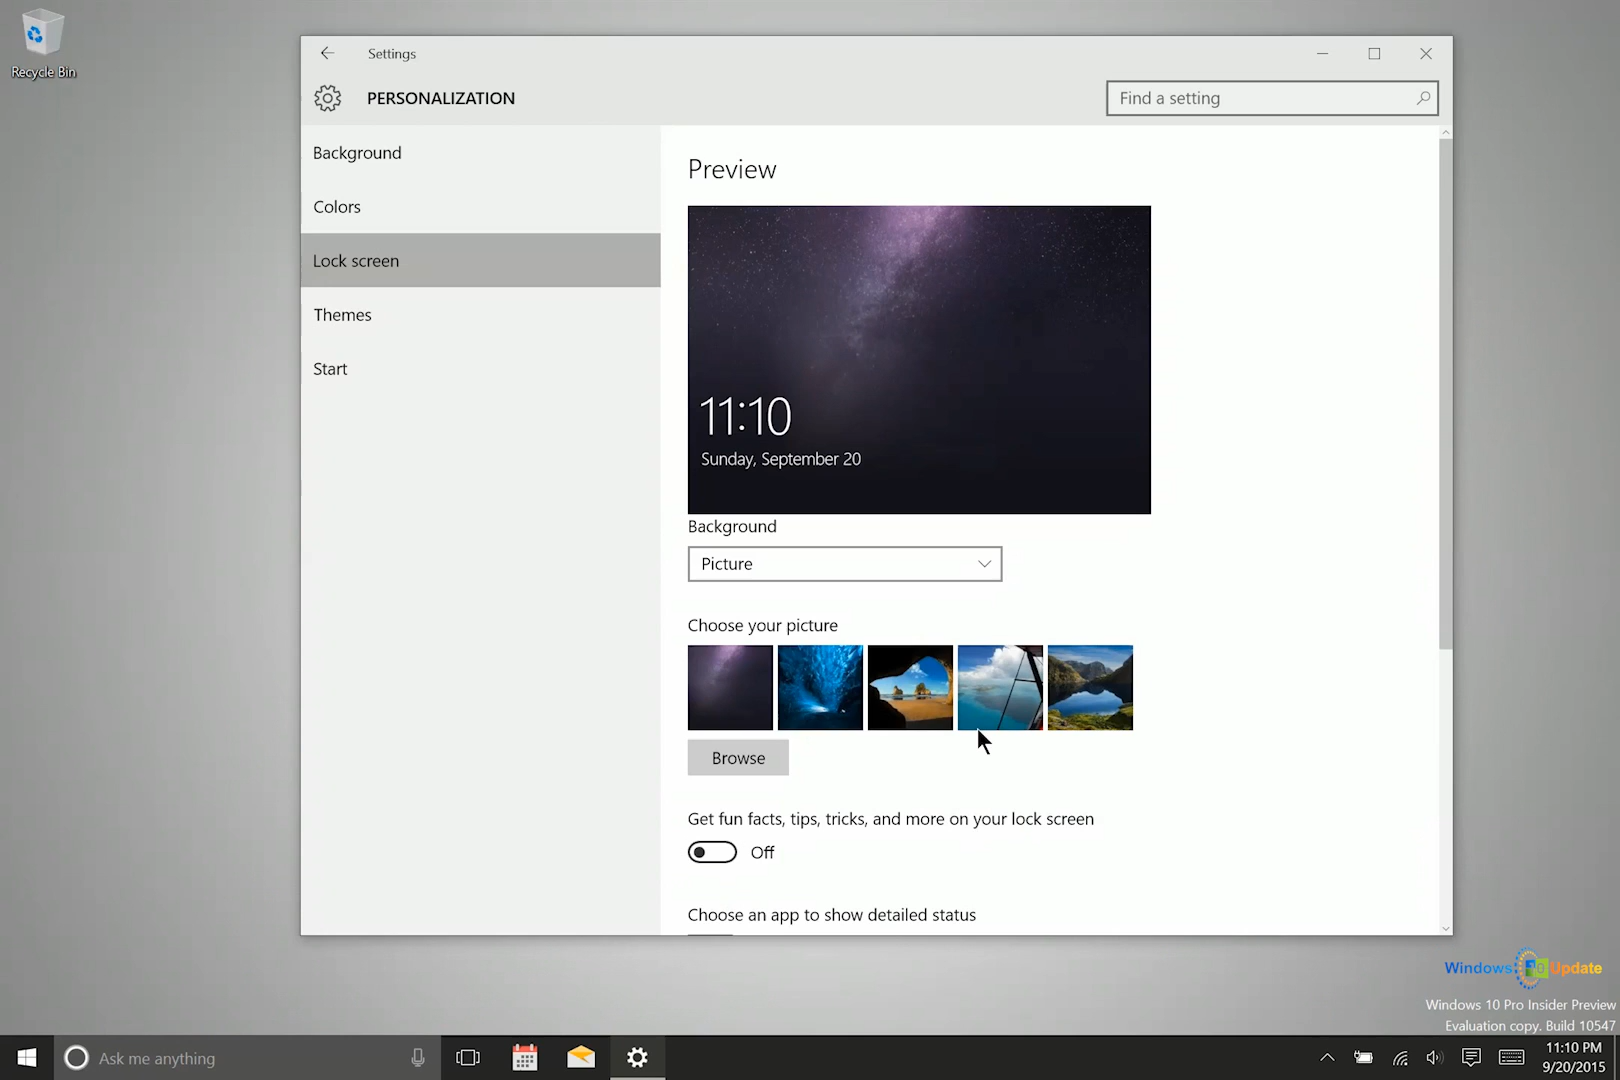 Recycle Bin
Settings
PERSONALIZATION
Find a setting
Background
Colors
Lock screen
Themes
Start
Preview
11:10
Sunday, September 20
Background
Picture
Choose your picture
Browse
Get fun facts, tips, tricks, and more on your lock screen
Off
Choose an app to show detailed status
Windows 10 Update
Windows 10 Pro Insider Preview
Evaluation copy. Build 10547
Ask me anything
11:10 PM
9/20/2015